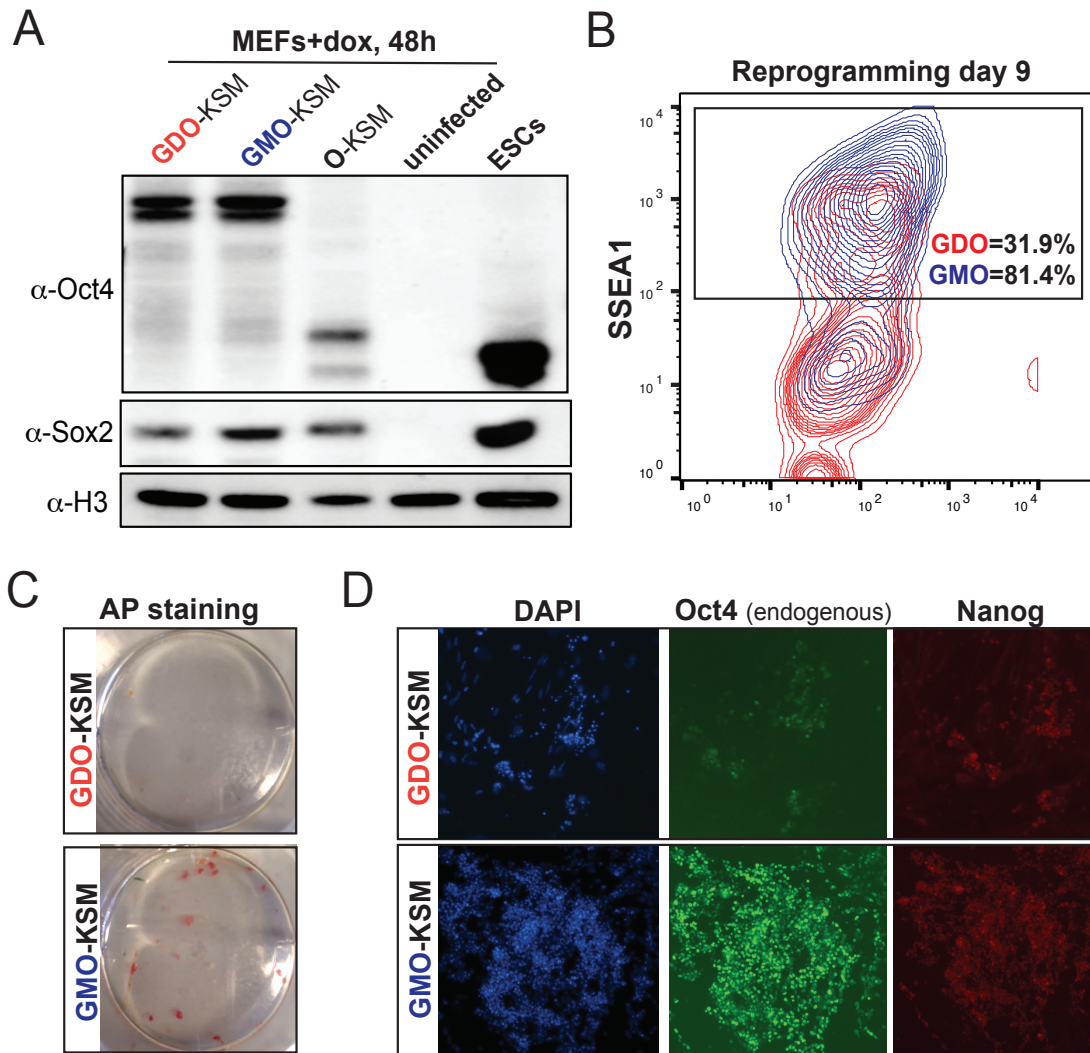 A
MEFs+dox, 48h
GDO-KSM
GMO-KSM
O-KSM
uninfected
ESCs
α-Oct4
α-Sox2
α-H3
B
Reprogramming day 9
SSEA1
10^4
10^3
10^2
10^1
10^0
GDO=31.9%
GMO=81.4%
10^0 10^1 10^2 10^3 10^4
C
AP staining
GDO-KSM
GMO-KSM
D
DAPI Oct4 (endogenous) Nanog
GDO-KSM
GMO-KSM